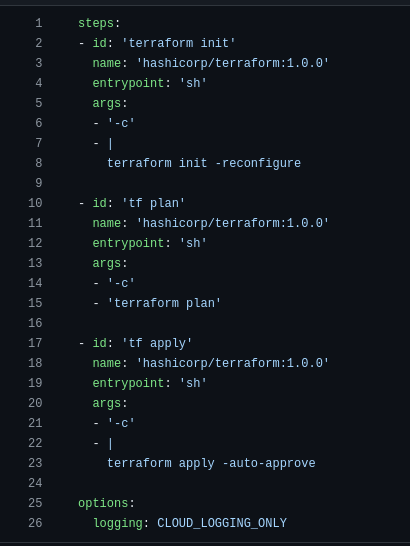 1 steps:
2 - id: 'terraform init'
3   name: 'hashicorp/terraform:1.0.0'
4   entrypoint: 'sh'
5   args:
6   - '-c'
7   - |
8     terraform init -reconfigure
9
10 - id: 'tf plan'
11   name: 'hashicorp/terraform:1.0.0'
12   entrypoint: 'sh'
13   args:
14   - '-c'
15   - 'terraform plan'
16
17 - id: 'tf apply'
18   name: 'hashicorp/terraform:1.0.0'
19   entrypoint: 'sh'
20   args:
21   - '-c'
22   - |
23     terraform apply -auto-approve
24
25 options:
26   logging: CLOUD_LOGGING_ONLY